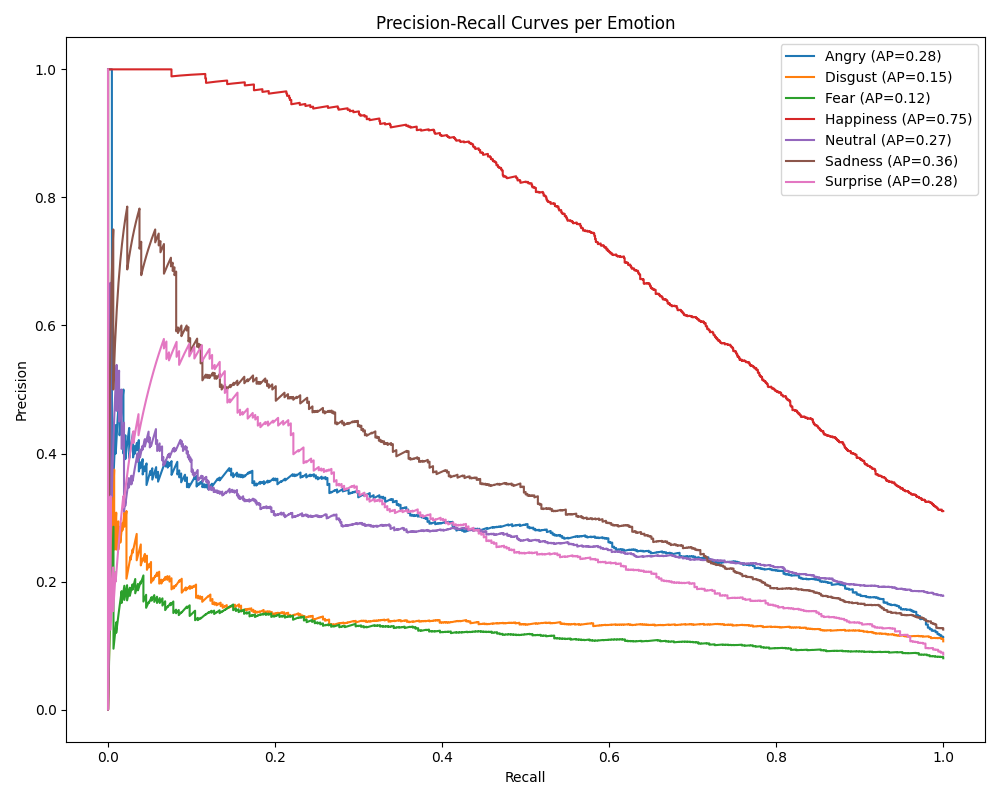 Precision-Recall Curves per Emotion
Angry (AP=0.28)
Disgust (AP=0.15)
Fear (AP=0.12)
Happiness (AP=0.75)
Neutral (AP=0.27)
Sadness (AP=0.36)
Surprise (AP=0.28)
Precision
1.0
0.8
0.6
0.4
0.2
0.0
0.0 0.2 0.4 0.6 0.8 1.0
Recall